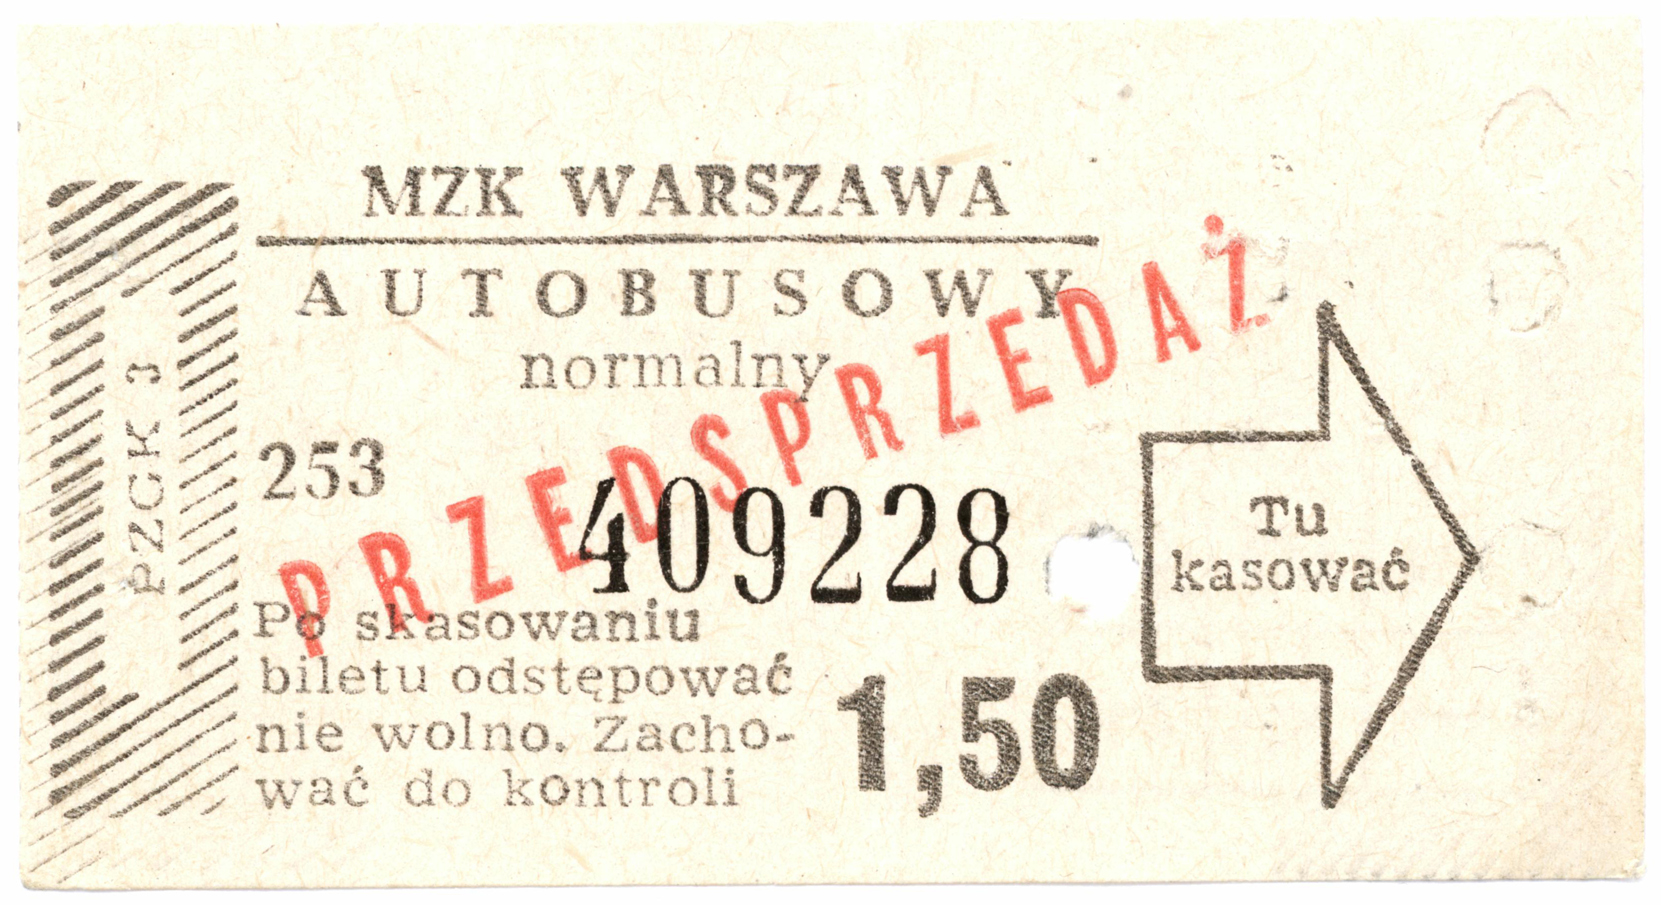 MZK WARSZAWA
AUTOBUSOWY
normalny
PRZEDSPRZEDAŻ
253
409228
Po skasowaniu
biletu odstępować
nie wolno. Zacho-
wać do kontroli
1,50
Tu
kasować
PZGK 3